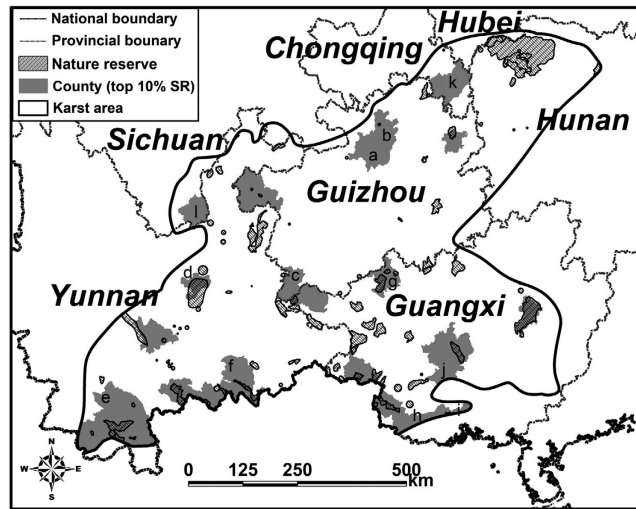 National boundary
Provincial bounary
Nature reserve
County (top 10% SR)
Karst area
Hubei
Chongqing
Hunan
Sichuan
Guizhou
Yunnan
Guangxi
k
b
a
l
d
c
g
f
j
e
h
i
N
W E
S
0 125 250 500
km